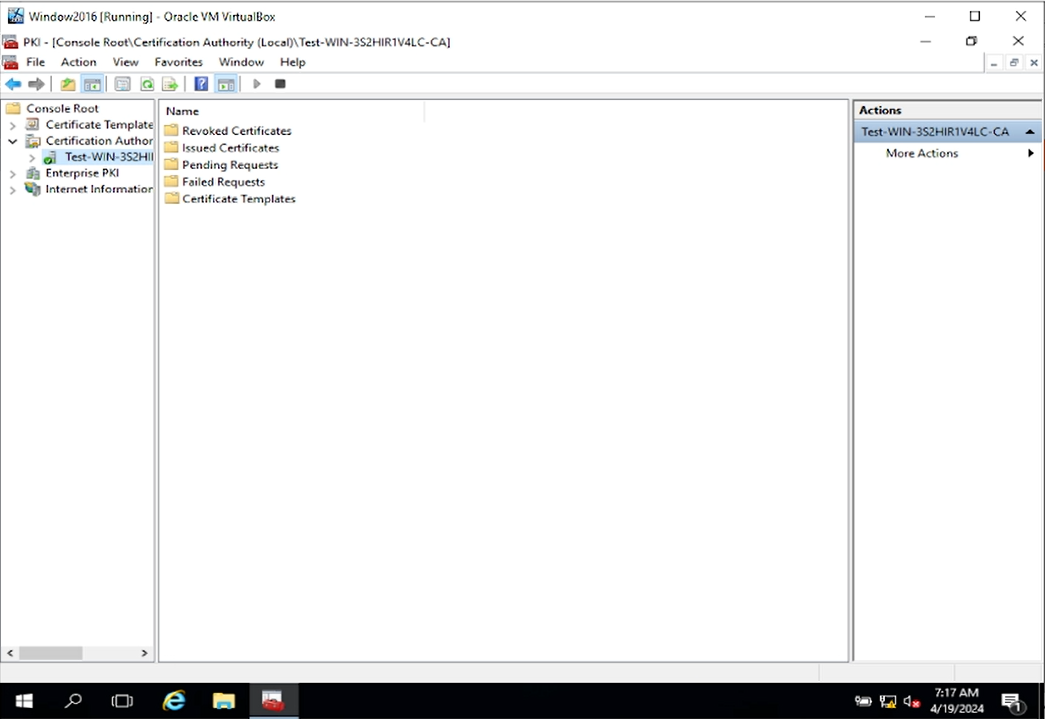 Window2016 [Running] - Oracle VM VirtualBox
PKI - [Console Root\Certification Authority (Local)\Test-WIN-3S2HIR1V4LC-CA]
File Action View Favorites Window Help
Console Root
Certificate Template
Certification Author
Test-WIN-3S2HI
Enterprise PKI
Internet Information
Name
Revoked Certificates
Issued Certificates
Pending Requests
Failed Requests
Certificate Templates
Actions
Test-WIN-3S2HIR1V4LC-CA
More Actions
7:17 AM
4/19/2024
1